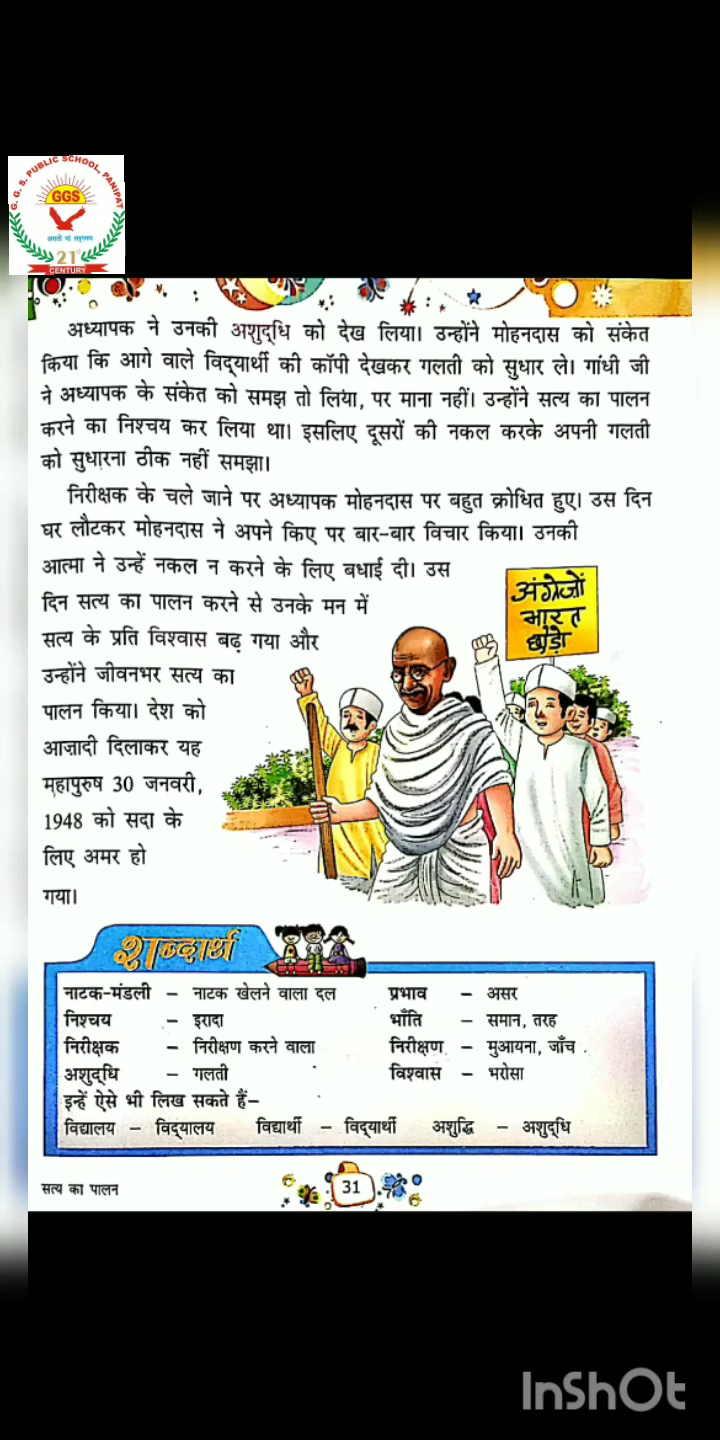 G. G. S. PUBLIC SCHOOL, PANIPAT
GGS
असतो मां सद्गमय
21st
CENTURY
अध्यापक ने उनकी अशुद्धि को देख लिया। उन्होंने मोहनदास को संकेत
किया कि आगे वाले विद्यार्थी की कॉपी देखकर गलती को सुधार ले। गांधी जी
ने अध्यापक के संकेत को समझ तो लिया, पर माना नहीं। उन्होंने सत्य का पालन
करने का निश्चय कर लिया था। इसलिए दूसरों की नकल करके अपनी गलती
को सुधारना ठीक नहीं समझा।
निरीक्षक के चले जाने पर अध्यापक मोहनदास पर बहुत क्रोधित हुए। उस दिन
घर लौटकर मोहनदास ने अपने किए पर बार-बार विचार किया। उनकी
आत्मा ने उन्हें नकल न करने के लिए बधाई दी। उस
दिन सत्य का पालन करने से उनके मन में
सत्य के प्रति विश्वास बढ़ गया और
उन्होंने जीवनभर सत्य का
पालन किया। देश को
आज़ादी दिलाकर यह
महापुरुष 30 जनवरी,
1948 को सदा के
लिए अमर हो
गया।
अंग्रेजों
भारत
छोड़ो
शब्दार्थ
नाटक-मंडली – नाटक खेलने वाला दल प्रभाव – असर
निश्चय – इरादा भाँति – समान, तरह
निरीक्षक – निरीक्षण करने वाला निरीक्षण – मुआयना, जाँच
अशुद्धि – गलती विश्वास – भरोसा
इन्हें ऐसे भी लिख सकते हैं–
विद्यालय – विद्‌यालय विद्यार्थी – विद्‌यार्थी अशुद्धि – अशुद्‌धि
सत्य का पालन
31
InShOt